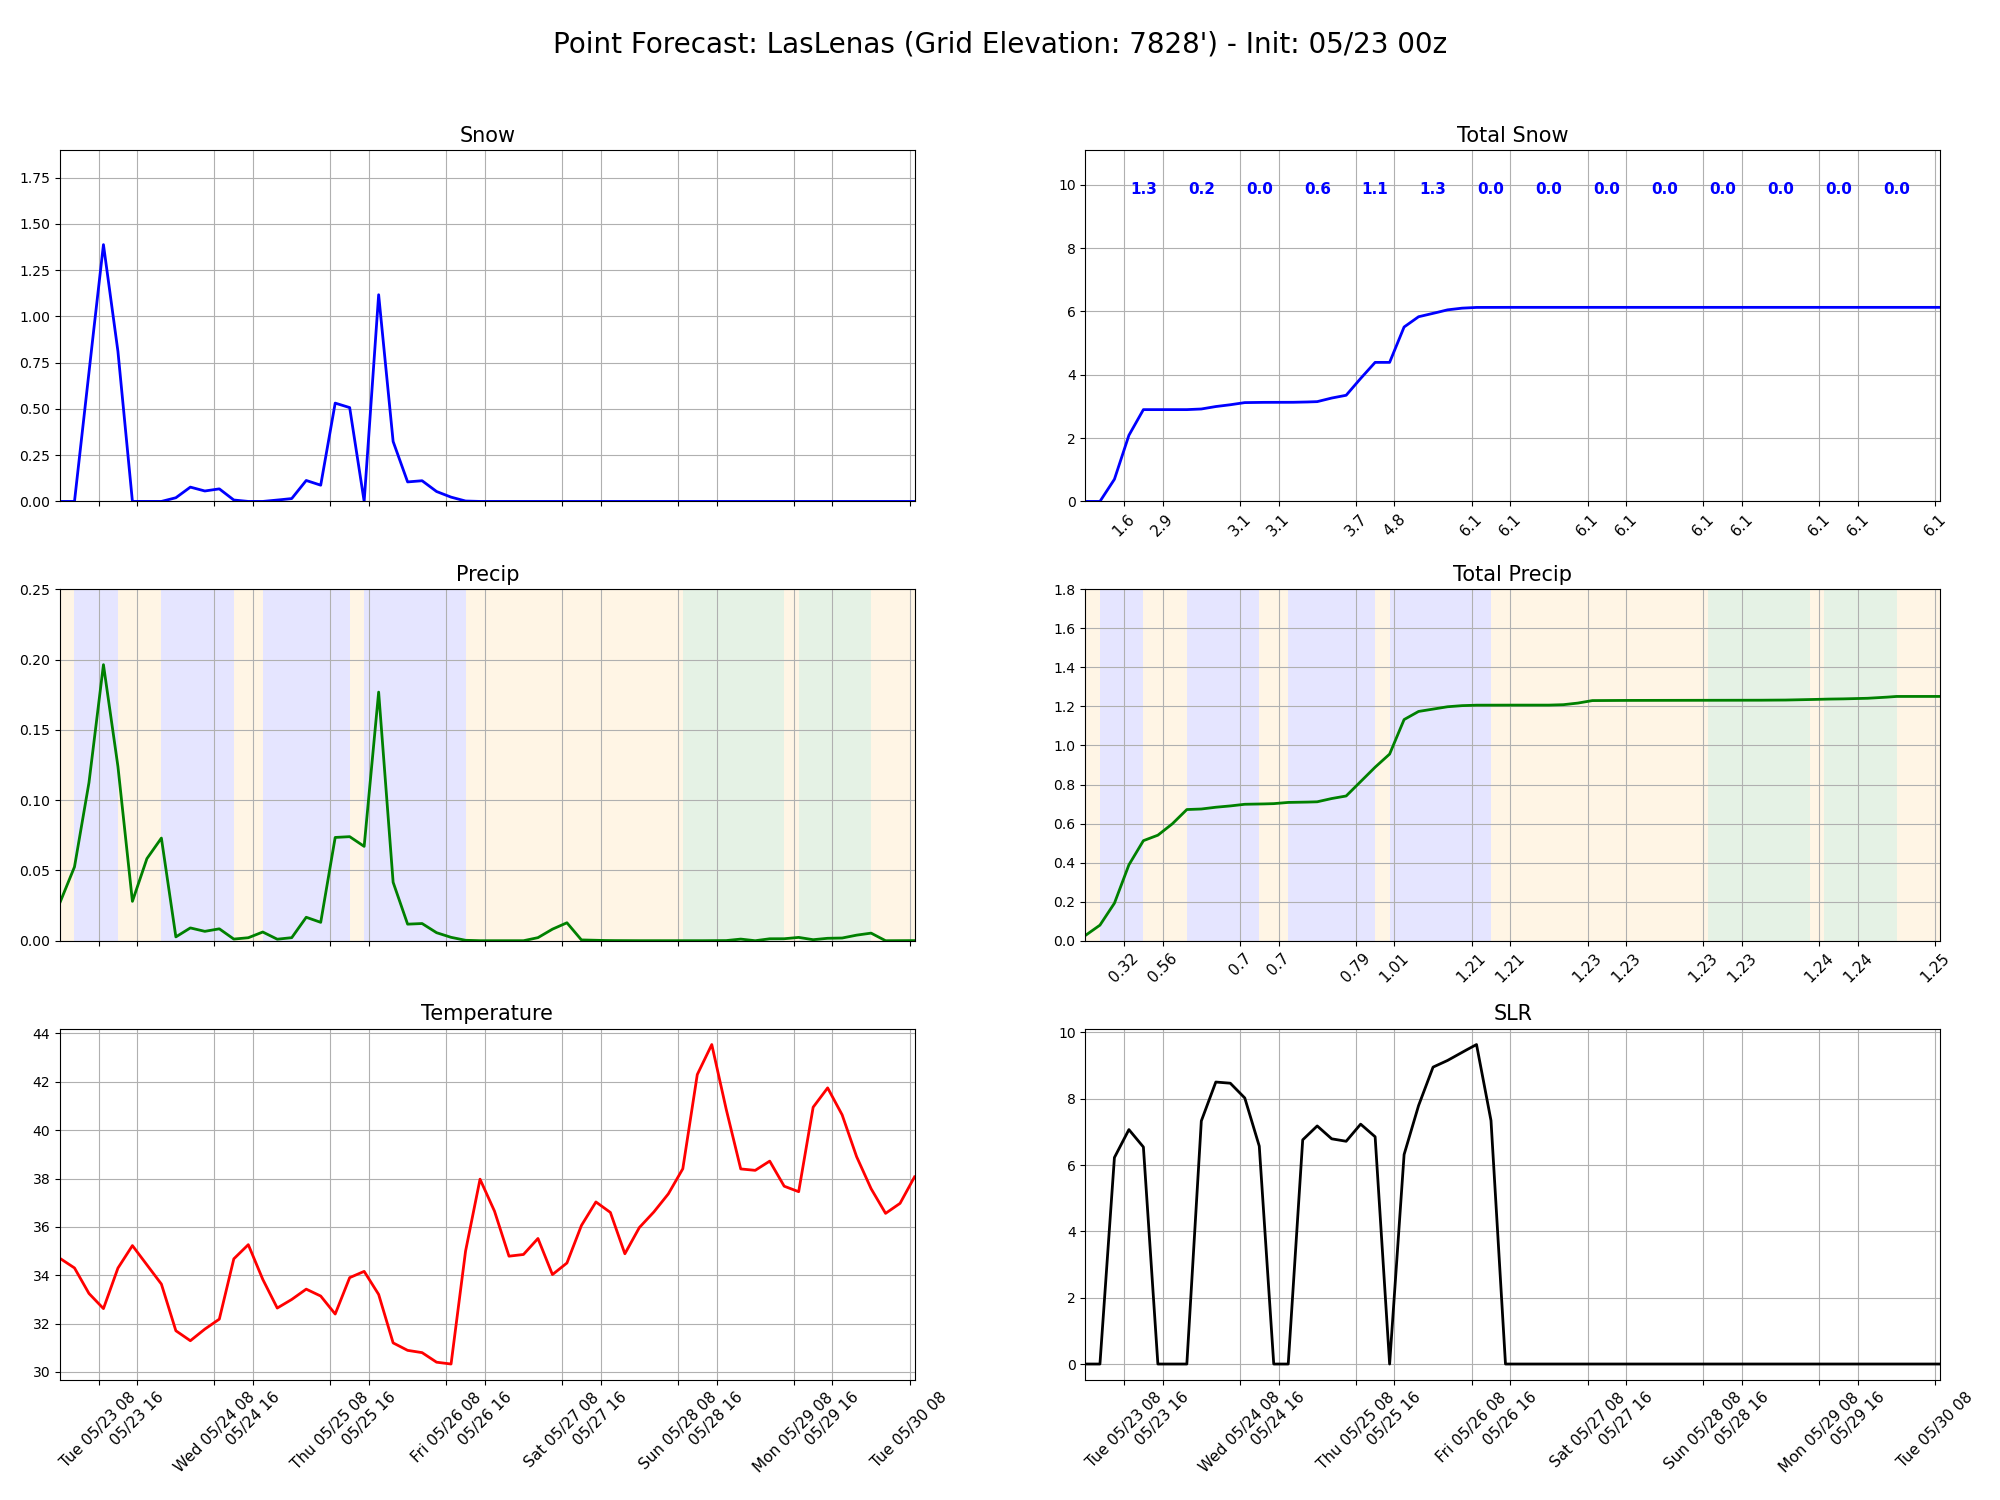 Point Forecast: LasLenas (Grid Elevation: 7828') - Init: 05/23 00z
Snow
1.75
1.50
1.25
1.00
0.75
0.50
0.25
0.00
Total Snow
10
8
6
4
2
0
1.3 0.2 0.0 0.6 1.1 1.3 0.0 0.0 0.0 0.0 0.0 0.0 0.0 0.0
1.6 2.9 3.1 3.1 3.7 4.8 6.1 6.1 6.1 6.1 6.1 6.1 6.1 6.1 6.1
Precip
0.25
0.20
0.15
0.10
0.05
0.00
Total Precip
1.8
1.6
1.4
1.2
1.0
0.8
0.6
0.4
0.2
0.0
0.32 0.56 0.7 0.7 0.79 1.01 1.21 1.21 1.23 1.23 1.23 1.23 1.24 1.24 1.25
Temperature
44
42
40
38
36
34
32
30
Tue 05/23 08
05/23 16
Wed 05/24 08
05/24 16
Thu 05/25 08
05/25 16
Fri 05/26 08
05/26 16
Sat 05/27 08
05/27 16
Sun 05/28 08
05/28 16
Mon 05/29 08
05/29 16
Tue 05/30 08
SLR
10
8
6
4
2
0
Tue 05/23 08
05/23 16
Wed 05/24 08
05/24 16
Thu 05/25 08
05/25 16
Fri 05/26 08
05/26 16
Sat 05/27 08
05/27 16
Sun 05/28 08
05/28 16
Mon 05/29 08
05/29 16
Tue 05/30 08